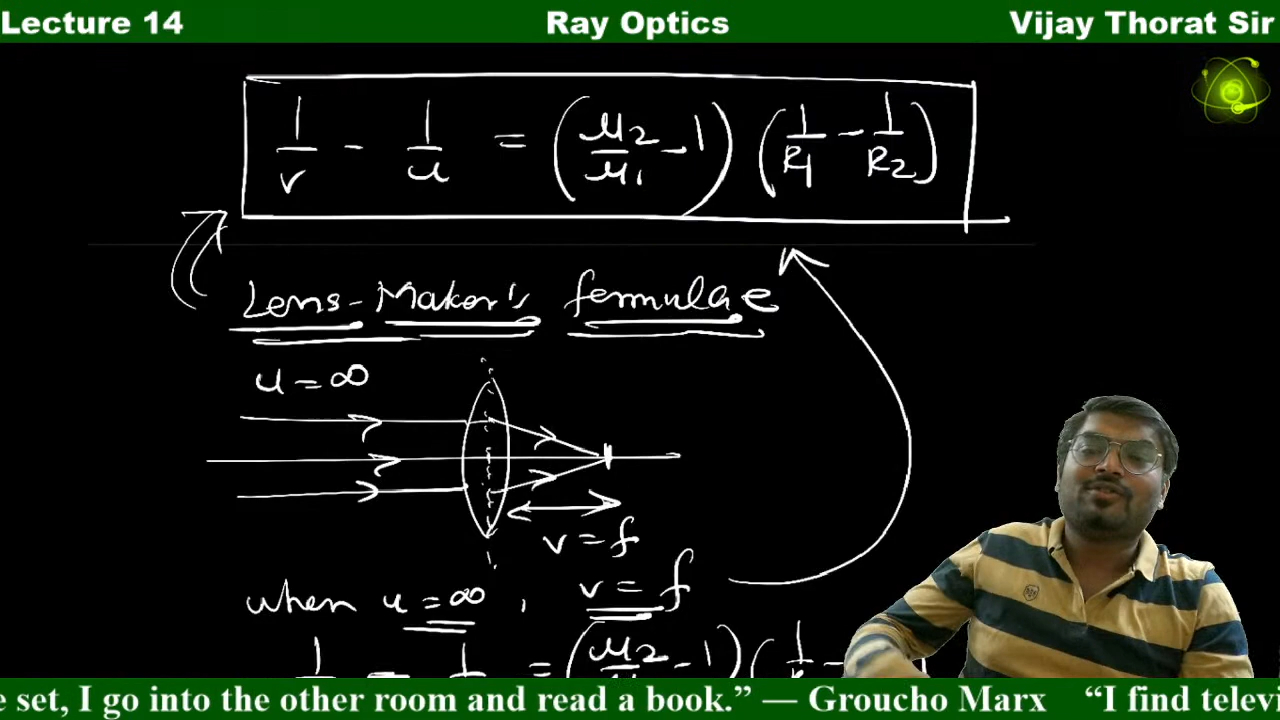 Lecture 14 Ray Optics Vijay Thorat Sir
1/v - 1/u = (μ2/μ1 - 1) (1/R1 - 1/R2)
Lens-Maker's formulae
u = ∞
v = f
when u = ∞ , v = f
e set, I go into the other room and read a book.” — Groucho Marx “I find televi